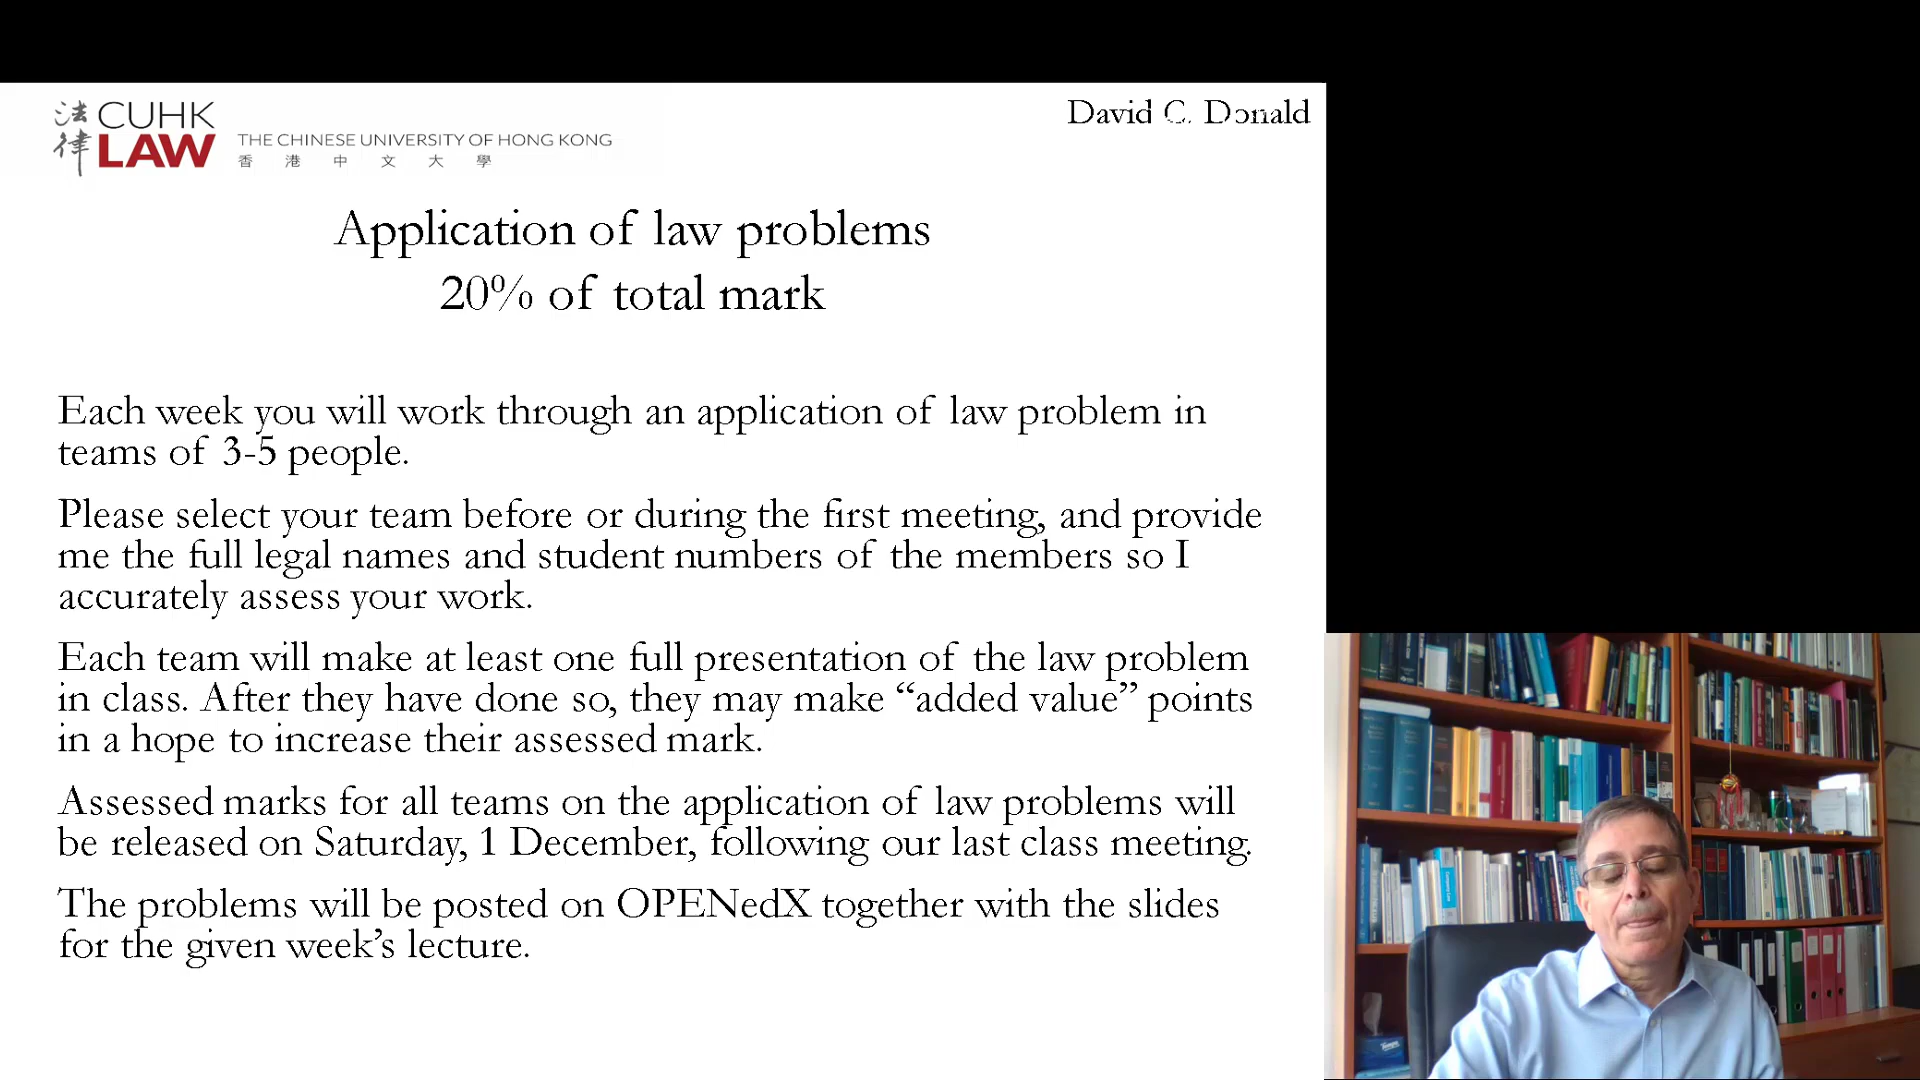 法律 CUHK LAW
THE CHINESE UNIVERSITY OF HONG KONG
香港中文大學
David C. Donald
Application of law problems
20% of total mark
Each week you will work through an application of law problem in
teams of 3-5 people.
Please select your team before or during the first meeting, and provide
me the full legal names and student numbers of the members so I
accurately assess your work.
Each team will make at least one full presentation of the law problem
in class. After they have done so, they may make “added value” points
in a hope to increase their assessed mark.
Assessed marks for all teams on the application of law problems will
be released on Saturday, 1 December, following our last class meeting.
The problems will be posted on OPENedX together with the slides
for the given week’s lecture.